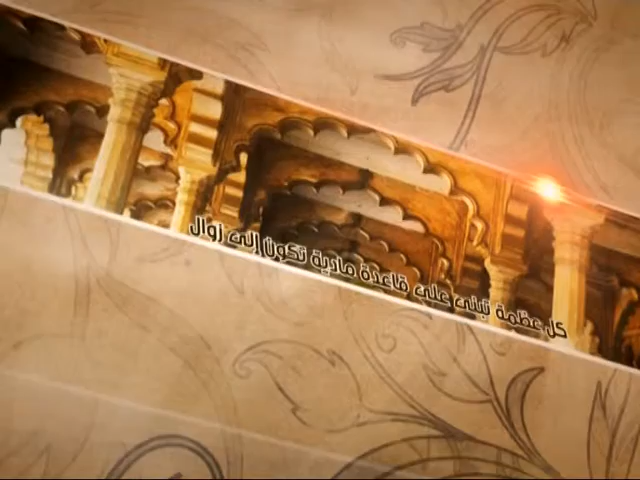 كل عظمة تبنى على قاعدة مادية تكون إلى زوال